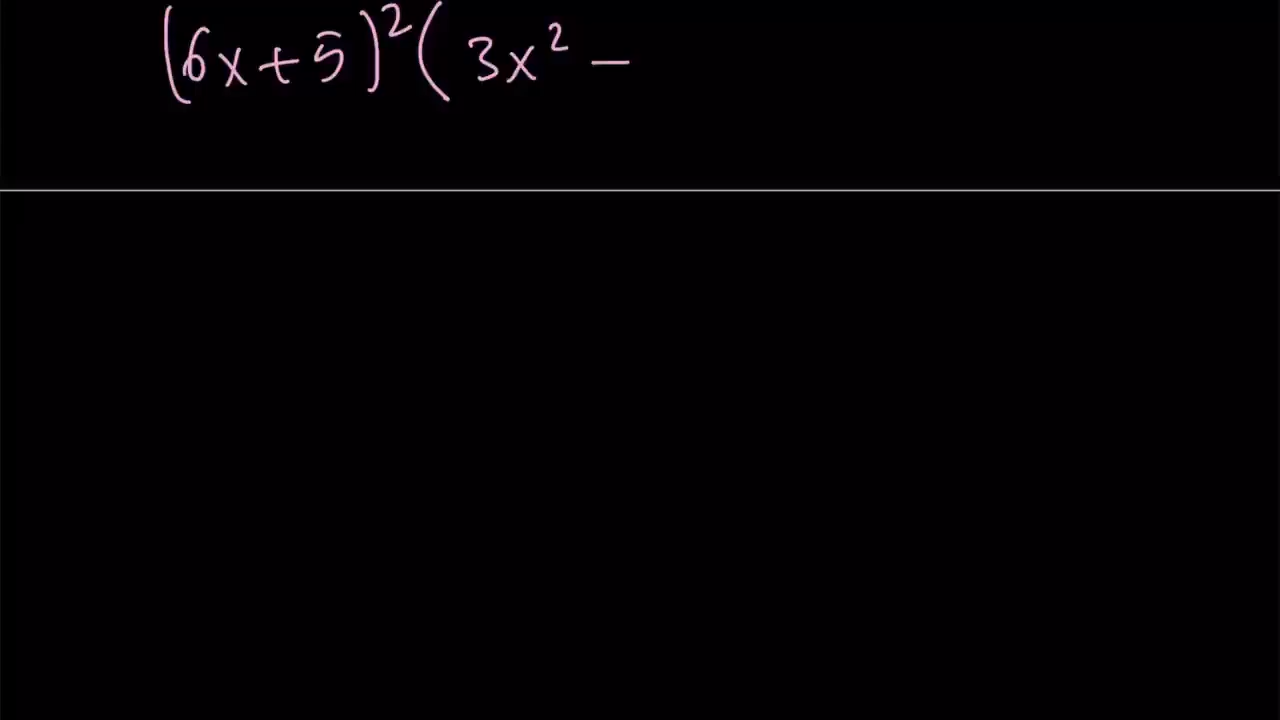 (6x+5)²( 3x² –